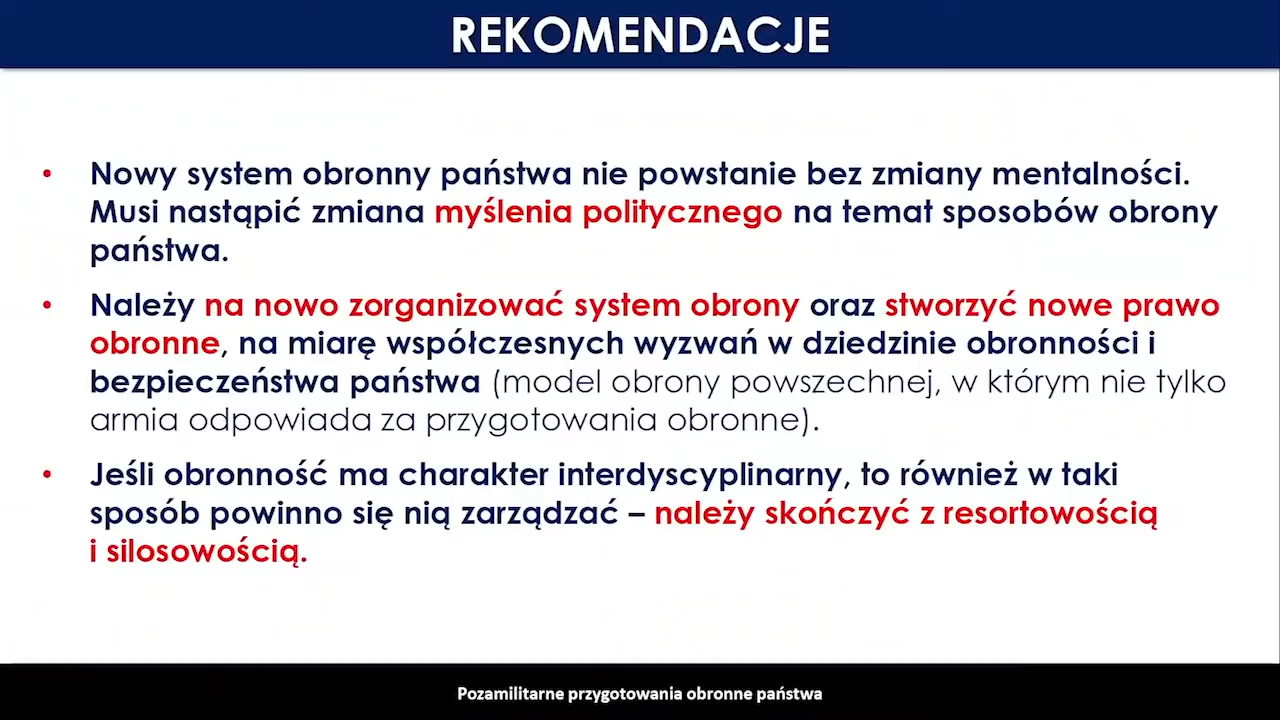 REKOMENDACJE
• Nowy system obronny państwa nie powstanie bez zmiany mentalności.
Musi nastąpić zmiana myślenia politycznego na temat sposobów obrony
państwa.
• Należy na nowo zorganizować system obrony oraz stworzyć nowe prawo
obronne, na miarę współczesnych wyzwań w dziedzinie obronności i
bezpieczeństwa państwa (model obrony powszechnej, w którym nie tylko
armia odpowiada za przygotowania obronne).
• Jeśli obronność ma charakter interdyscyplinarny, to również w taki
sposób powinno się nią zarządzać – należy skończyć z resortowością
i silosowością.
Pozamilitarne przygotowania obronne państwa